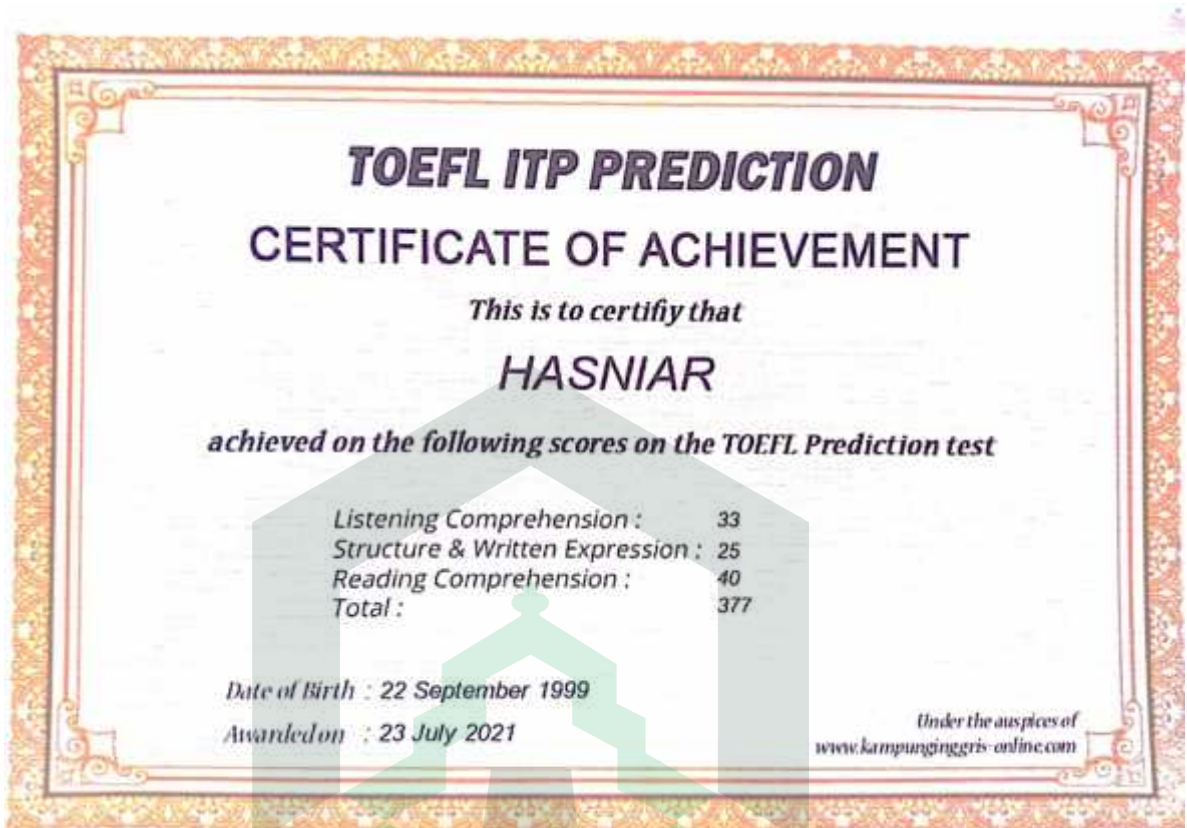 TOEFL ITP PREDICTION
CERTIFICATE OF ACHIEVEMENT
This is to certifiy that
HASNIAR
achieved on the following scores on the TOEFL Prediction test
Listening Comprehension : 33
Structure & Written Expression : 25
Reading Comprehension : 40
Total : 377
Date of Birth : 22 September 1999
Awarded on : 23 July 2021
Under the auspices of
www.kampunginggris-online.com